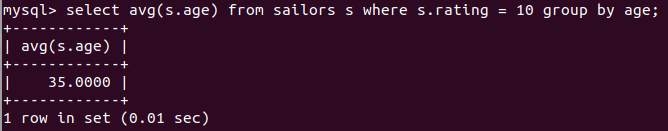 mysql> select avg(s.age) from sailors s where s.rating = 10 group by age;
+------------+
| avg(s.age) |
+------------+
|    35.0000 |
+------------+
1 row in set (0.01 sec)